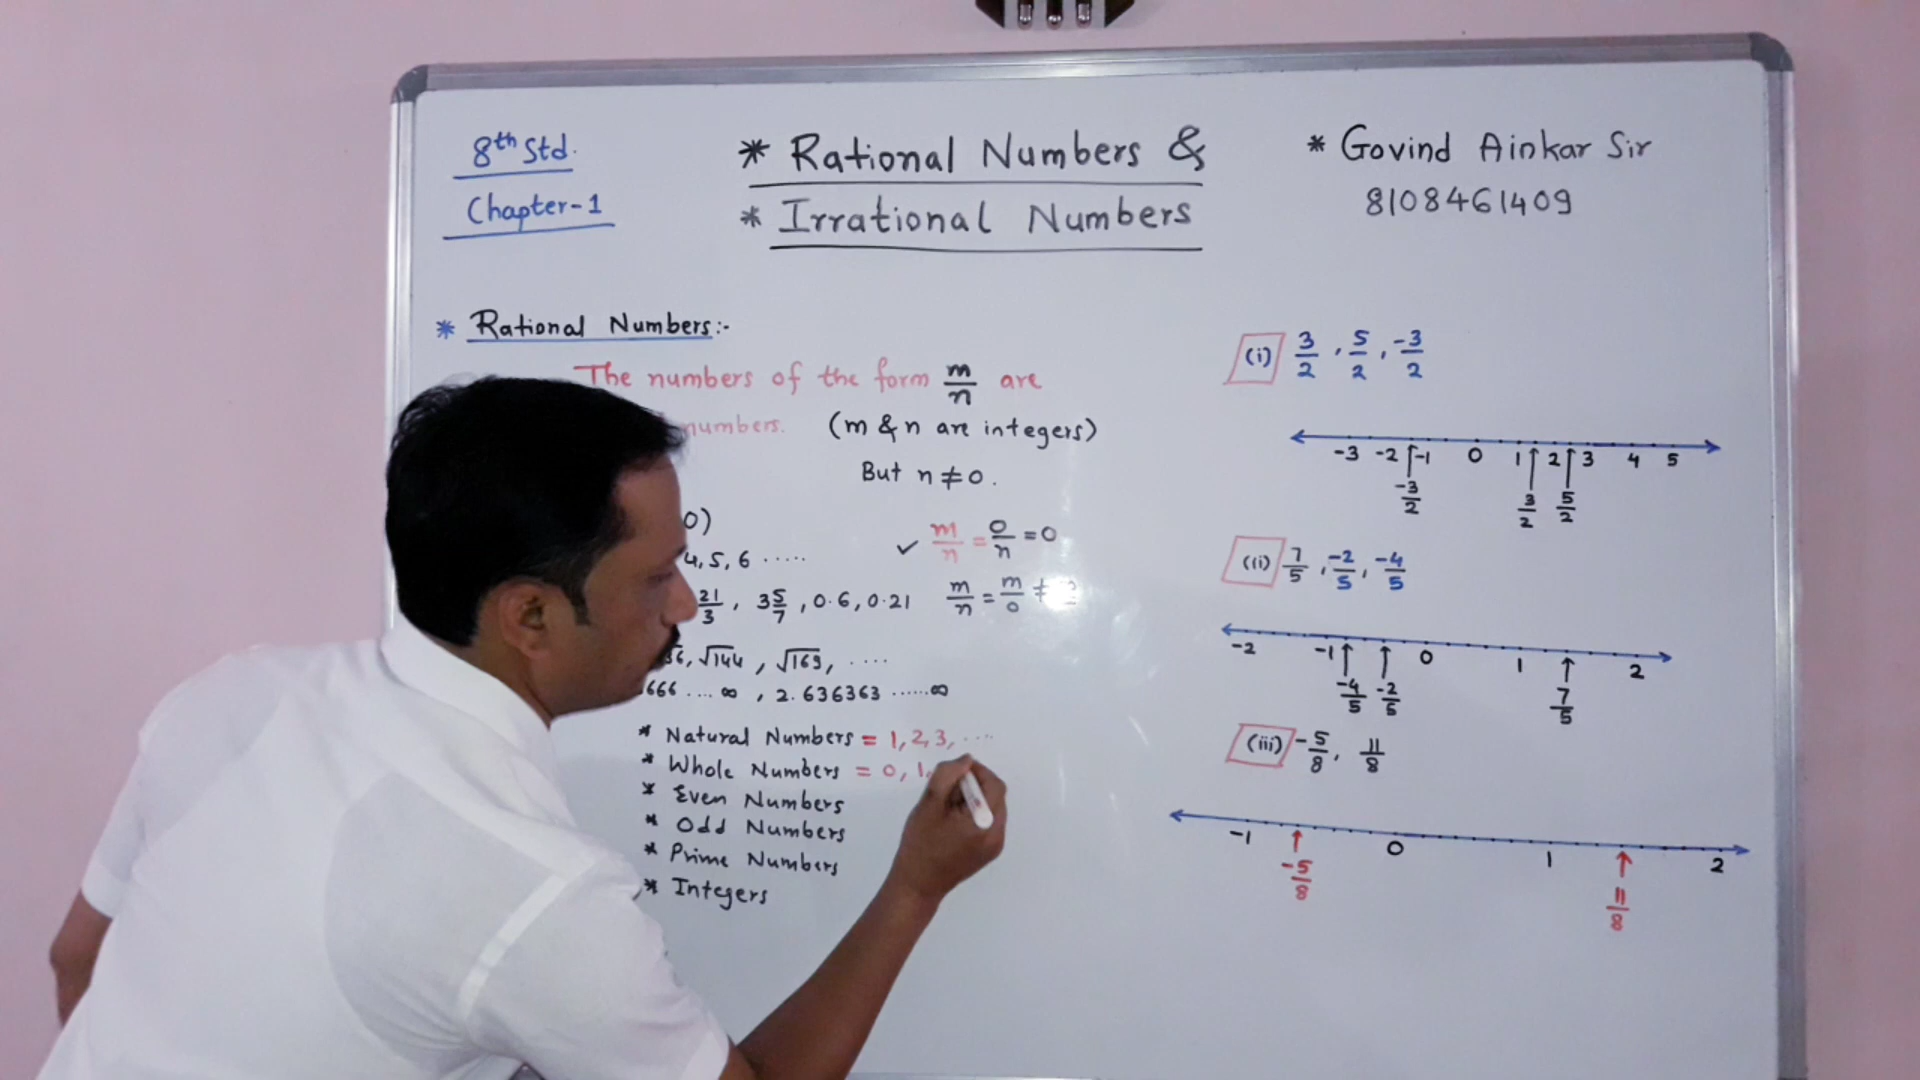 8th Std.
Chapter-1
* Rational Numbers &
* Irrational Numbers
* Govind Ainkar Sir
8108461409
* Rational Numbers:-
The numbers of the form m/n are
numbers. (m & n are integers)
But n ≠ 0.
0)
4, 5, 6 .....
✓ m/n = 0/n = 0
21/3, 3 5/7, 0.6, 0.21
m/n = m/0 ≠
√144, √169, ....
666 .... ∞, 2.636363 ...... ∞
* Natural Numbers = 1, 2, 3, ....
* Whole Numbers = 0, 1,
* Even Numbers
* Odd Numbers
* Prime Numbers
* Integers
(i) 3/2, 5/2, -3/2
-3 -2 -1 0 1 2 3 4 5
-3/2 3/2 5/2
(ii) 7/5, -2/5, -4/5
-2 -1 0 1 2
-4/5 -2/5 7/5
(iii) -5/8, 11/8
-1 0 1 2
-5/8 11/8